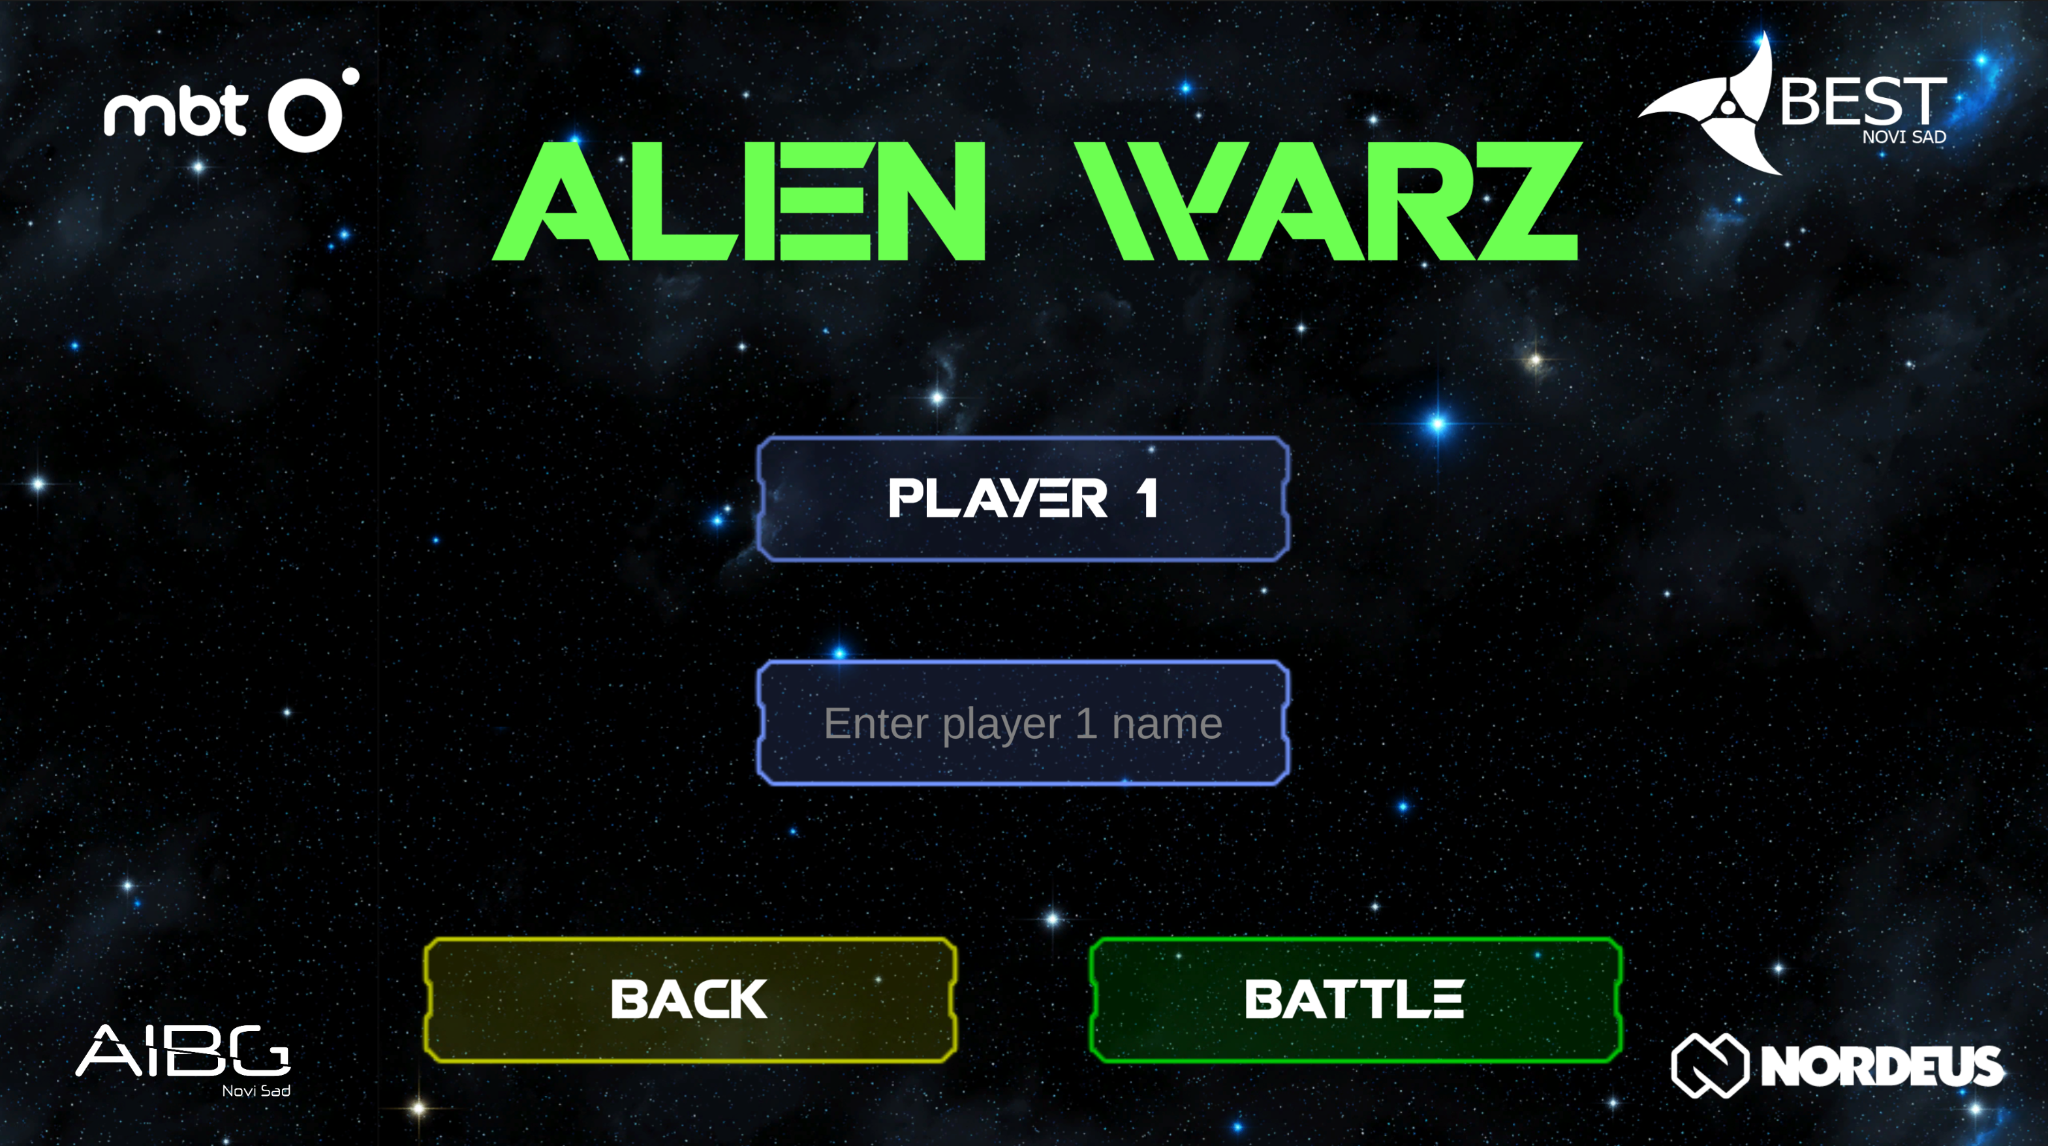 mbt
BEST
NOVI SAD
ALIEN WARZ
PLAYER 1
Enter player 1 name
BACK
BATTLE
AIBG
Novi Sad
NORDEUS